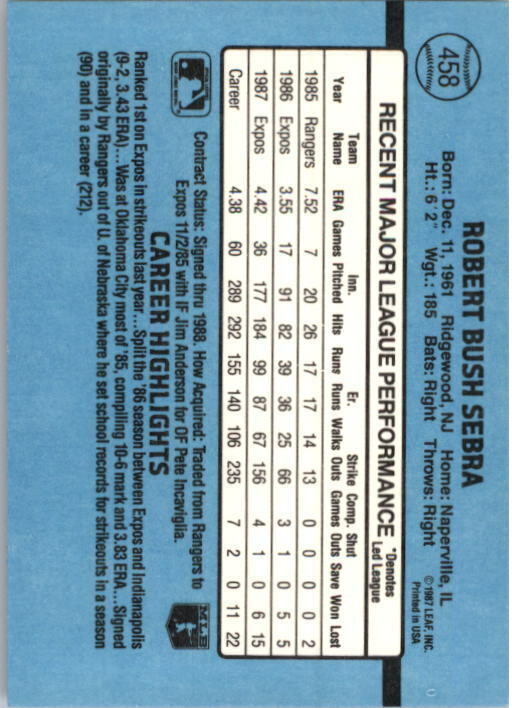 458
ROBERT BUSH SEBRA
Born: Dec. 11, 1961 Ridgewood, NJ Home: Naperville, IL
Ht.: 6' 2" Wgt.: 185 Bats: Right Throws: Right
©1987 LEAF, INC.
Printed in USA
RECENT MAJOR LEAGUE PERFORMANCE
*Denotes
Led League
Team Inn. Er. Strike Comp. Shut
Year Name ERA Games Pitched Hits Runs Runs Walks Outs Games Outs Save Won Lost
1985 Rangers 7.52 7 20 26 17 17 14 13 0 0 0 0 2
1986 Expos 3.55 17 91 82 39 36 25 66 3 1 0 5 5
1987 Expos 4.42 36 177 184 99 87 67 156 4 1 0 6 15
Career 4.38 60 289 292 155 140 106 235 7 2 0 11 22
Contract Status: Signed thru 1988. How Acquired: Traded from Rangers to
Expos 11/2/85 with IF Jim Anderson for OF Pete Incaviglia.
MLB
CAREER HIGHLIGHTS
Ranked 1st on Expos in strikeouts last year...Split the '86 season between Expos and Indianapolis
(9-2, 3.43 ERA)...Was at Oklahoma City most of '85, compiling 10-6 mark and 3.83 ERA...Signed
originally by Rangers out of U. of Nebraska where he set school records for strikeouts in a season
(90) and in a career (212).